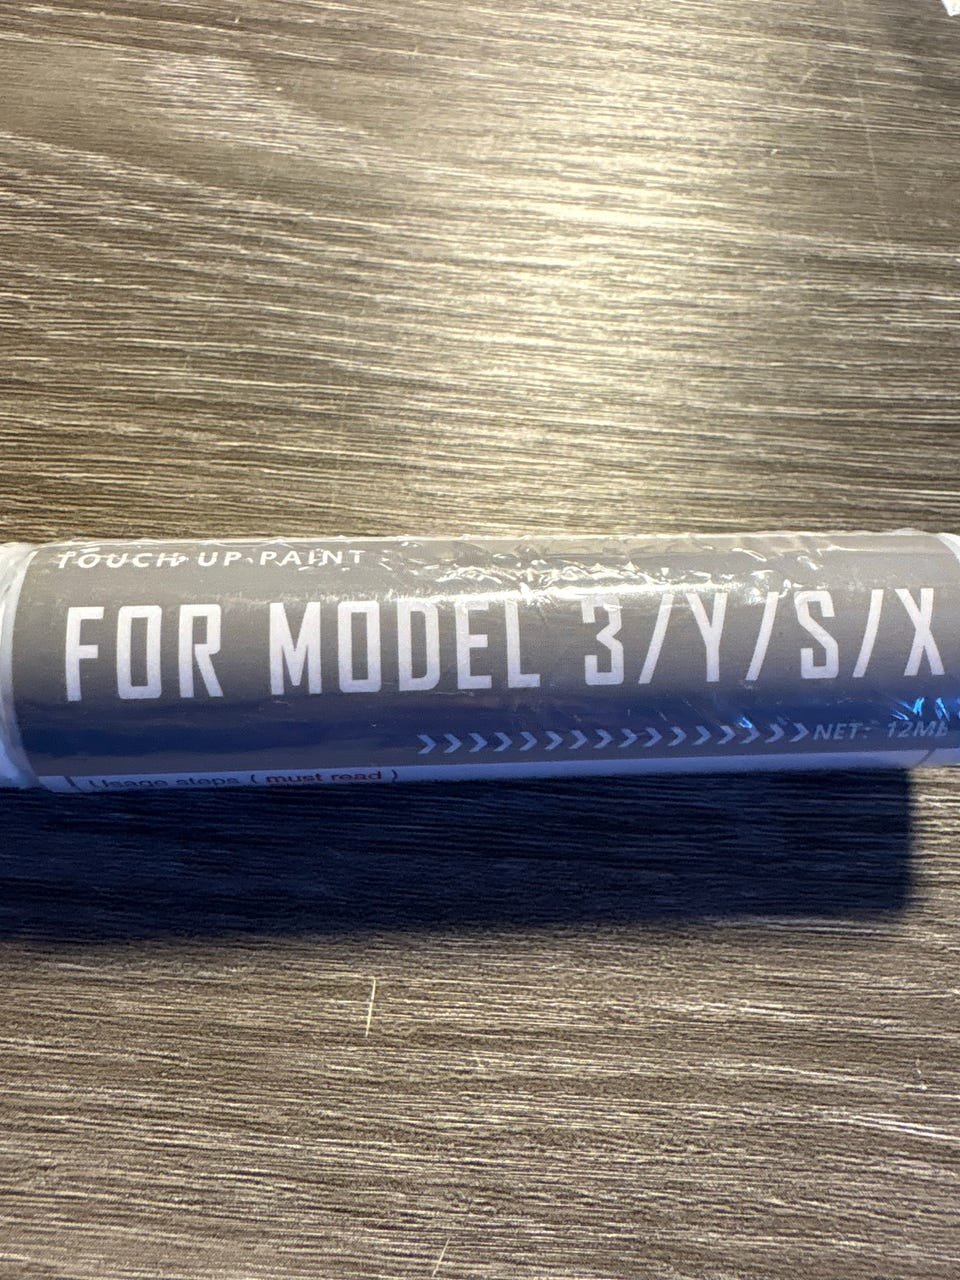 TOUCH UP PAINT
FOR MODEL 3/Y/S/X
>>>>>>>>>>>>>>>>> NET: 12ML
Usage steps ( must read )